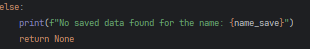 else:
print(f"No saved data found for the name: {name_save}")
return None